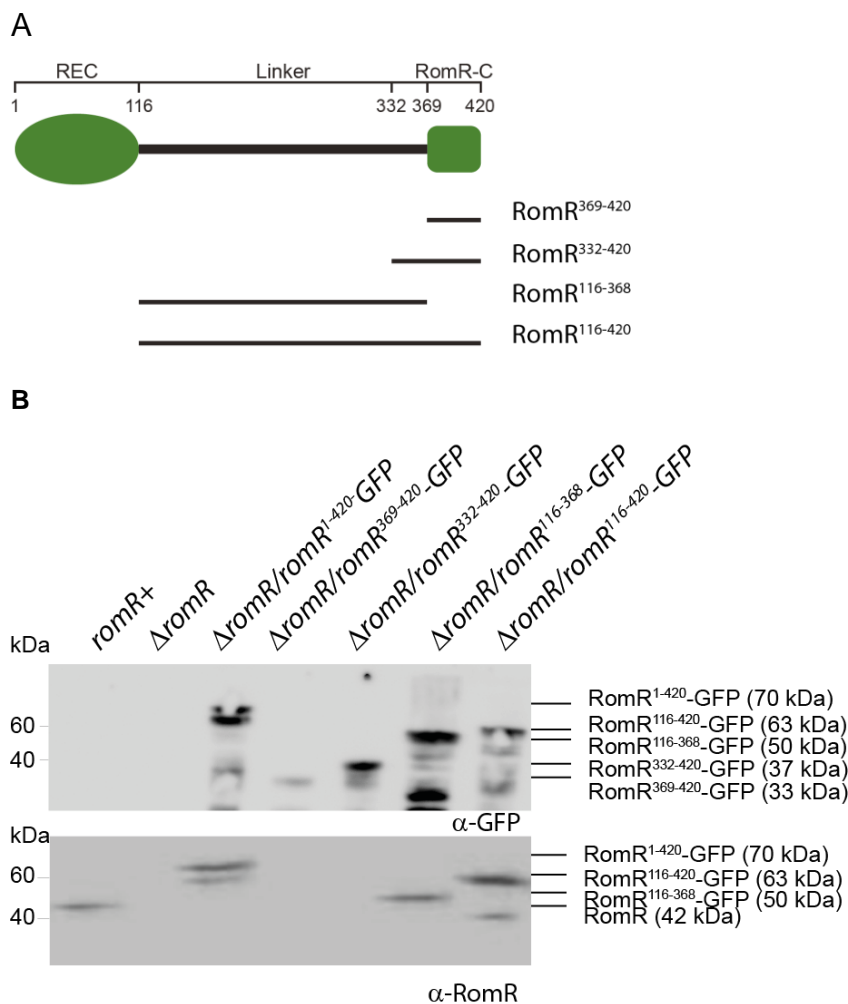 A
REC Linker RomR-C
1 116 332 369 420
RomR³⁶⁹⁻⁴²⁰
RomR³³²⁻⁴²⁰
RomR¹¹⁶⁻³⁶⁸
RomR¹¹⁶⁻⁴²⁰
B
romR+
ΔromR
ΔromR/romR¹⁻⁴²⁰⁻GFP
ΔromR/romR³⁶⁹⁻⁴²⁰-GFP
ΔromR/romR³³²⁻⁴²⁰-GFP
ΔromR/romR¹¹⁶⁻³⁶⁸-GFP
ΔromR/romR¹¹⁶⁻⁴²⁰-GFP
kDa
60
40
RomR¹⁻⁴²⁰-GFP (70 kDa)
RomR¹¹⁶⁻⁴²⁰-GFP (63 kDa)
RomR¹¹⁶⁻³⁶⁸-GFP (50 kDa)
RomR³³²⁻⁴²⁰-GFP (37 kDa)
RomR³⁶⁹⁻⁴²⁰-GFP (33 kDa)
α-GFP
kDa
60
40
RomR¹⁻⁴²⁰-GFP (70 kDa)
RomR¹¹⁶⁻⁴²⁰-GFP (63 kDa)
RomR¹¹⁶⁻³⁶⁸-GFP (50 kDa)
RomR (42 kDa)
α-RomR